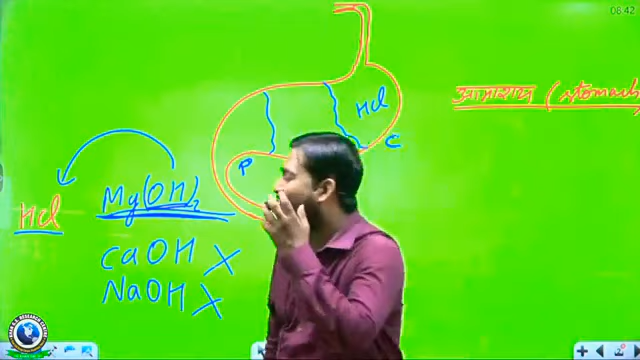 08:42
आमाशय (stomach)
HCl
C
P
HCl
Mg(OH)2
CaOH X
NaOH X